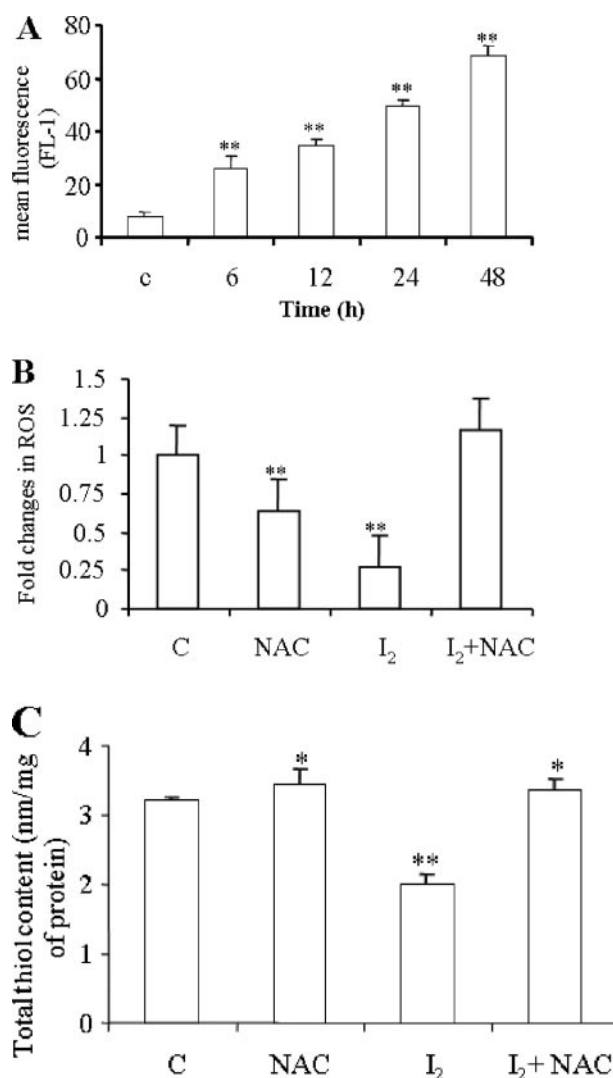 A
mean fluorescence
(FL-1)
80
60
40
20
0
**
**
**
**
c 6 12 24 48
Time (h)
B
Fold changes in ROS
1.5
1.25
1
0.75
0.5
0.25
0
**
**
C NAC I₂ I₂+NAC
C
Total thiol content (nm/mg
of protein)
4
3
2
1
0
*
**
*
C NAC I₂ I₂+ NAC